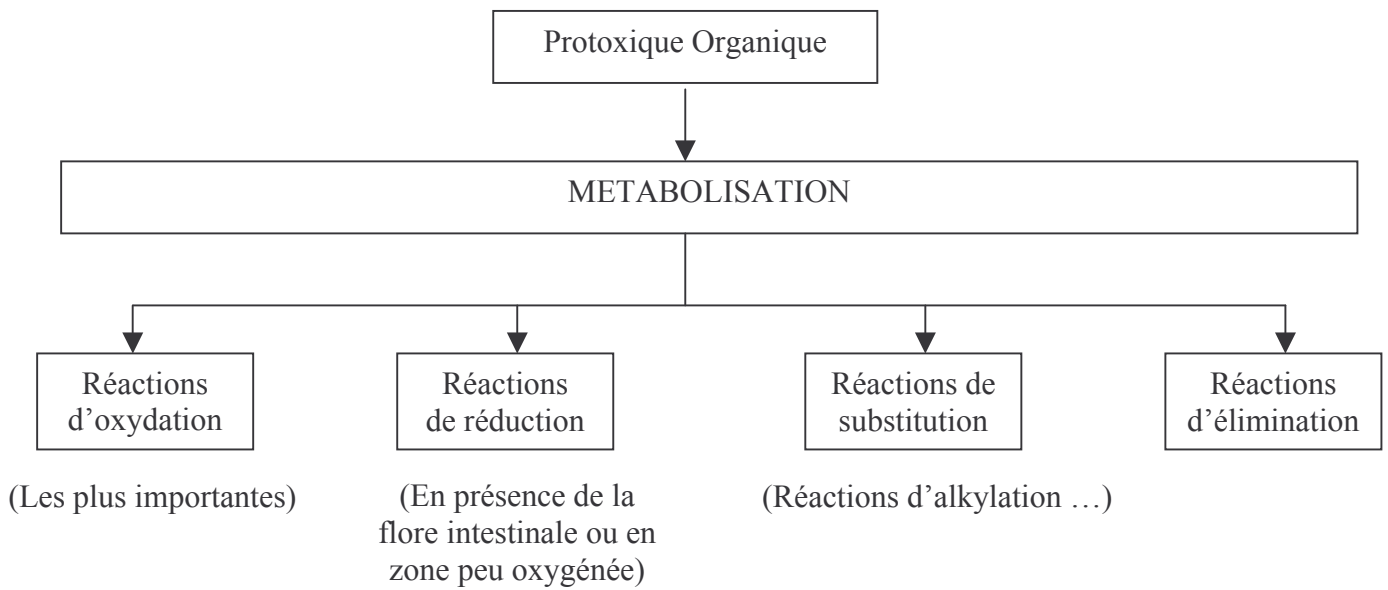 Protoxique Organique
METABOLISATION
Réactions
d’oxydation
(Les plus importantes)
Réactions
de réduction
(En présence de la
flore intestinale ou en
zone peu oxygénée)
Réactions de
substitution
(Réactions d’alkylation …)
Réactions
d’élimination